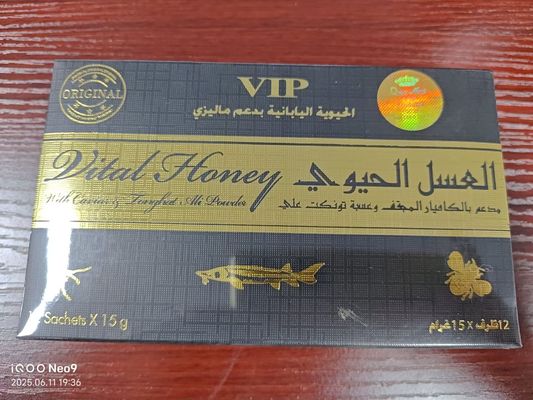 ORIGINAL
VIP
الحيوية اليابانية بدعم ماليزي
Vital Honey
With Caviar & Tongkat Ali Powder
العسل الحيوي
مدعم بالكافيار المجفف وعشبة تونكت علي
Sachets X 15 g
12 ظرف × 15 غرام
iQOO Neo9
2025.06.11 19:36